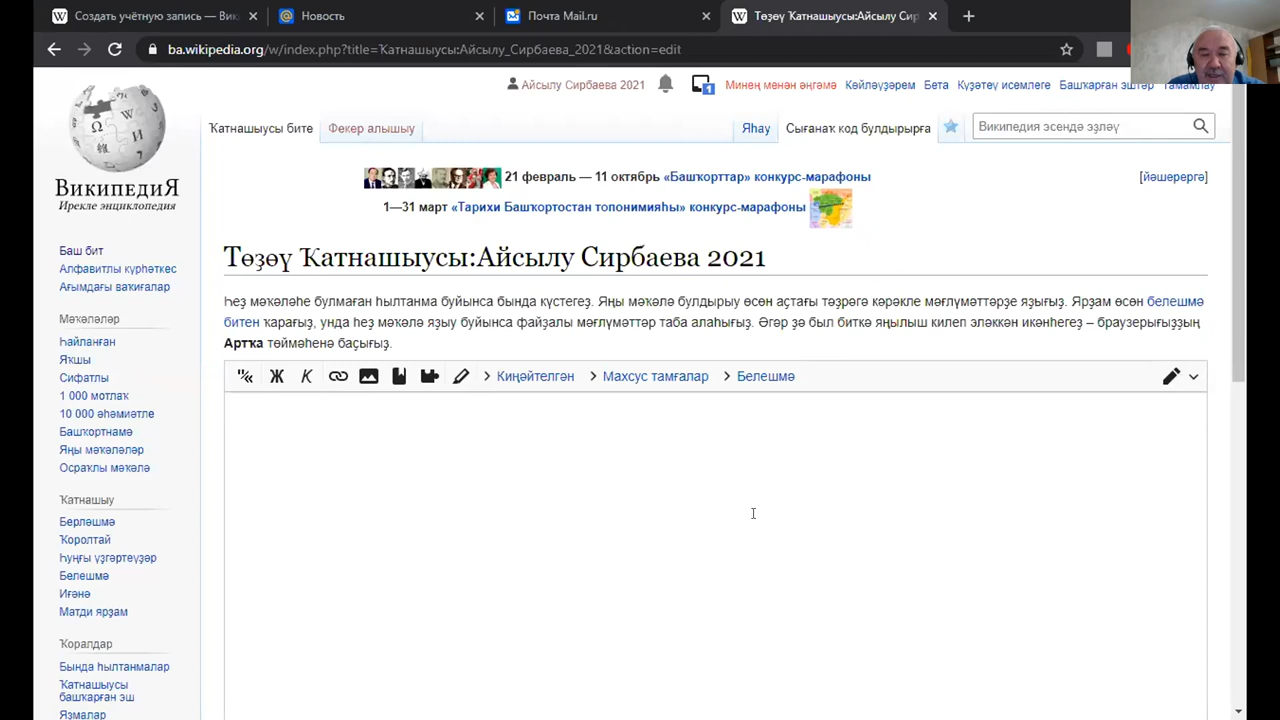 Создать учётную запись — Вик
Новость
Почта Mail.ru
Төҙөү Ҡатнашыусы:Айсылу Сир
ba.wikipedia.org/w/index.php?title=Ҡатнашыусы:Айсылу_Сирбаева_2021&action=edit
Айсылу Сирбаева 2021
1
Минең менән әңгәмә
Көйләүҙәрем
Бета
Күҙәтеү исемлеге
Башҡарған эштәр
Тамамлау
Ҡатнашыусы бите
Фекер алышыу
Яһау
Сығанаҡ код булдырырға
Википедия эсендә эҙләү
ВикипедиЯ
Ирекле энциклопедия
21 февраль — 11 октябрь «Башҡорттар» конкурс-марафоны
[йәшерергә]
1—31 март «Тарихи Башҡортостан топонимияһы» конкурс-марафоны
Төҙөү Ҡатнашыусы:Айсылу Сирбаева 2021
Һеҙ мәҡәләһе булмаған һылтанма буйынса бында күстегеҙ. Яңы мәҡәлә булдырыу өсөн аҫтағы тәҙрәгә кәрәкле мәғлүмәттәрҙе яҙығыҙ. Ярҙам өсөн белешмә
битен ҡарағыҙ, унда һеҙ мәҡәлә яҙыу буйынса файҙалы мәғлүмәттәр таба алаһығыҙ. Әгәр ҙә был биткә яңылыш килеп эләккән икәнһегеҙ – браузерығыҙҙың
Артҡа төймәһенә баҫығыҙ.
Ж
К
Киңәйтелгән
Махсус тамғалар
Белешмә
Баш бит
Алфавитлы күрһәткес
Ағымдағы ваҡиғалар
Мәҡәләләр
Һайланған
Яҡшы
Сифатлы
1 000 мотлаҡ
10 000 әһәмиәтле
Башҡортнамә
Яңы мәҡәләләр
Осраҡлы мәҡәлә
Ҡатнашыу
Берләшмә
Ҡоролтай
Һуңғы үҙгәртеүҙәр
Белешмә
Иғәнә
Матди ярҙам
Ҡоралдар
Бында һылтанмалар
Ҡатнашыусы
башҡарған эш
Яҙмалар